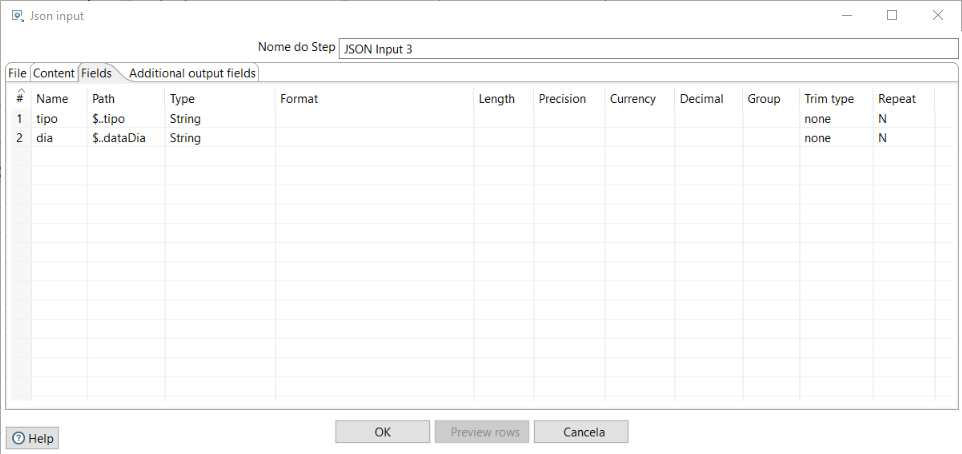 Json input
Nome do Step JSON Input 3
File Content Fields Additional output fields
# Name Path Type Format Length Precision Currency Decimal Group Trim type Repeat
1 tipo $..tipo String none N
2 dia $..dataDia String none N
OK Preview rows Cancela
Help